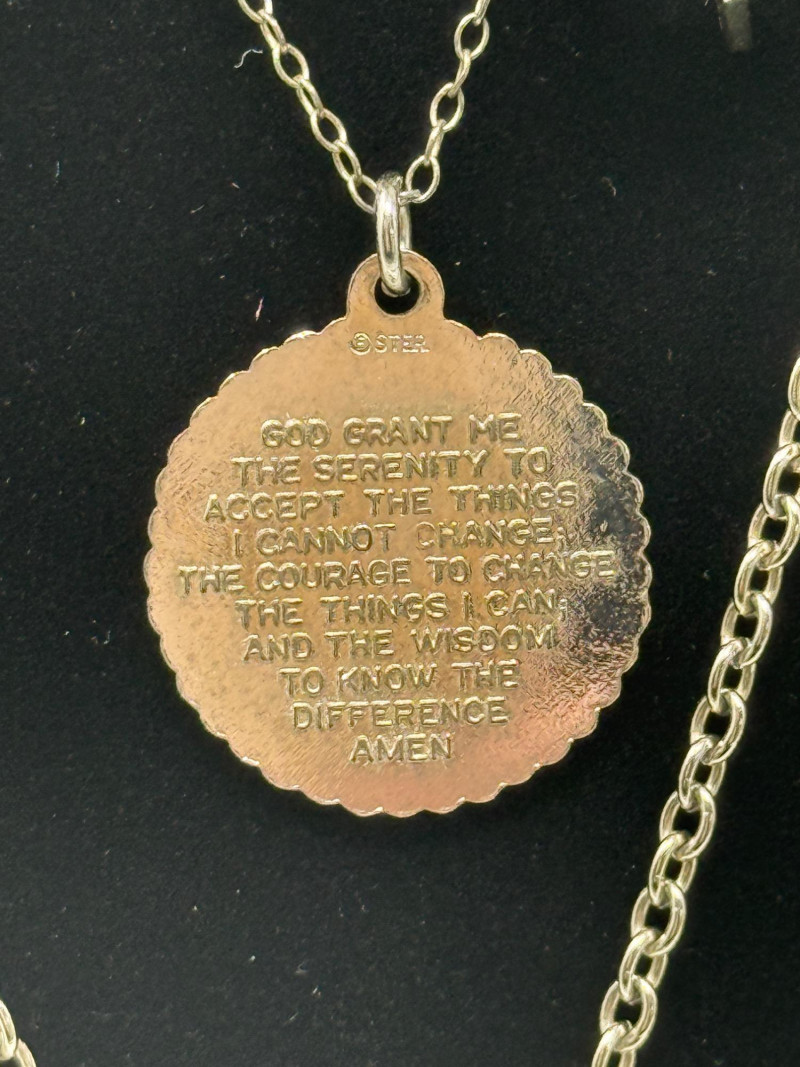 © STER
GOD GRANT ME
THE SERENITY TO
ACCEPT THE THINGS
I CANNOT CHANGE;
THE COURAGE TO CHANGE
THE THINGS I CAN;
AND THE WISDOM
TO KNOW THE
DIFFERENCE
AMEN